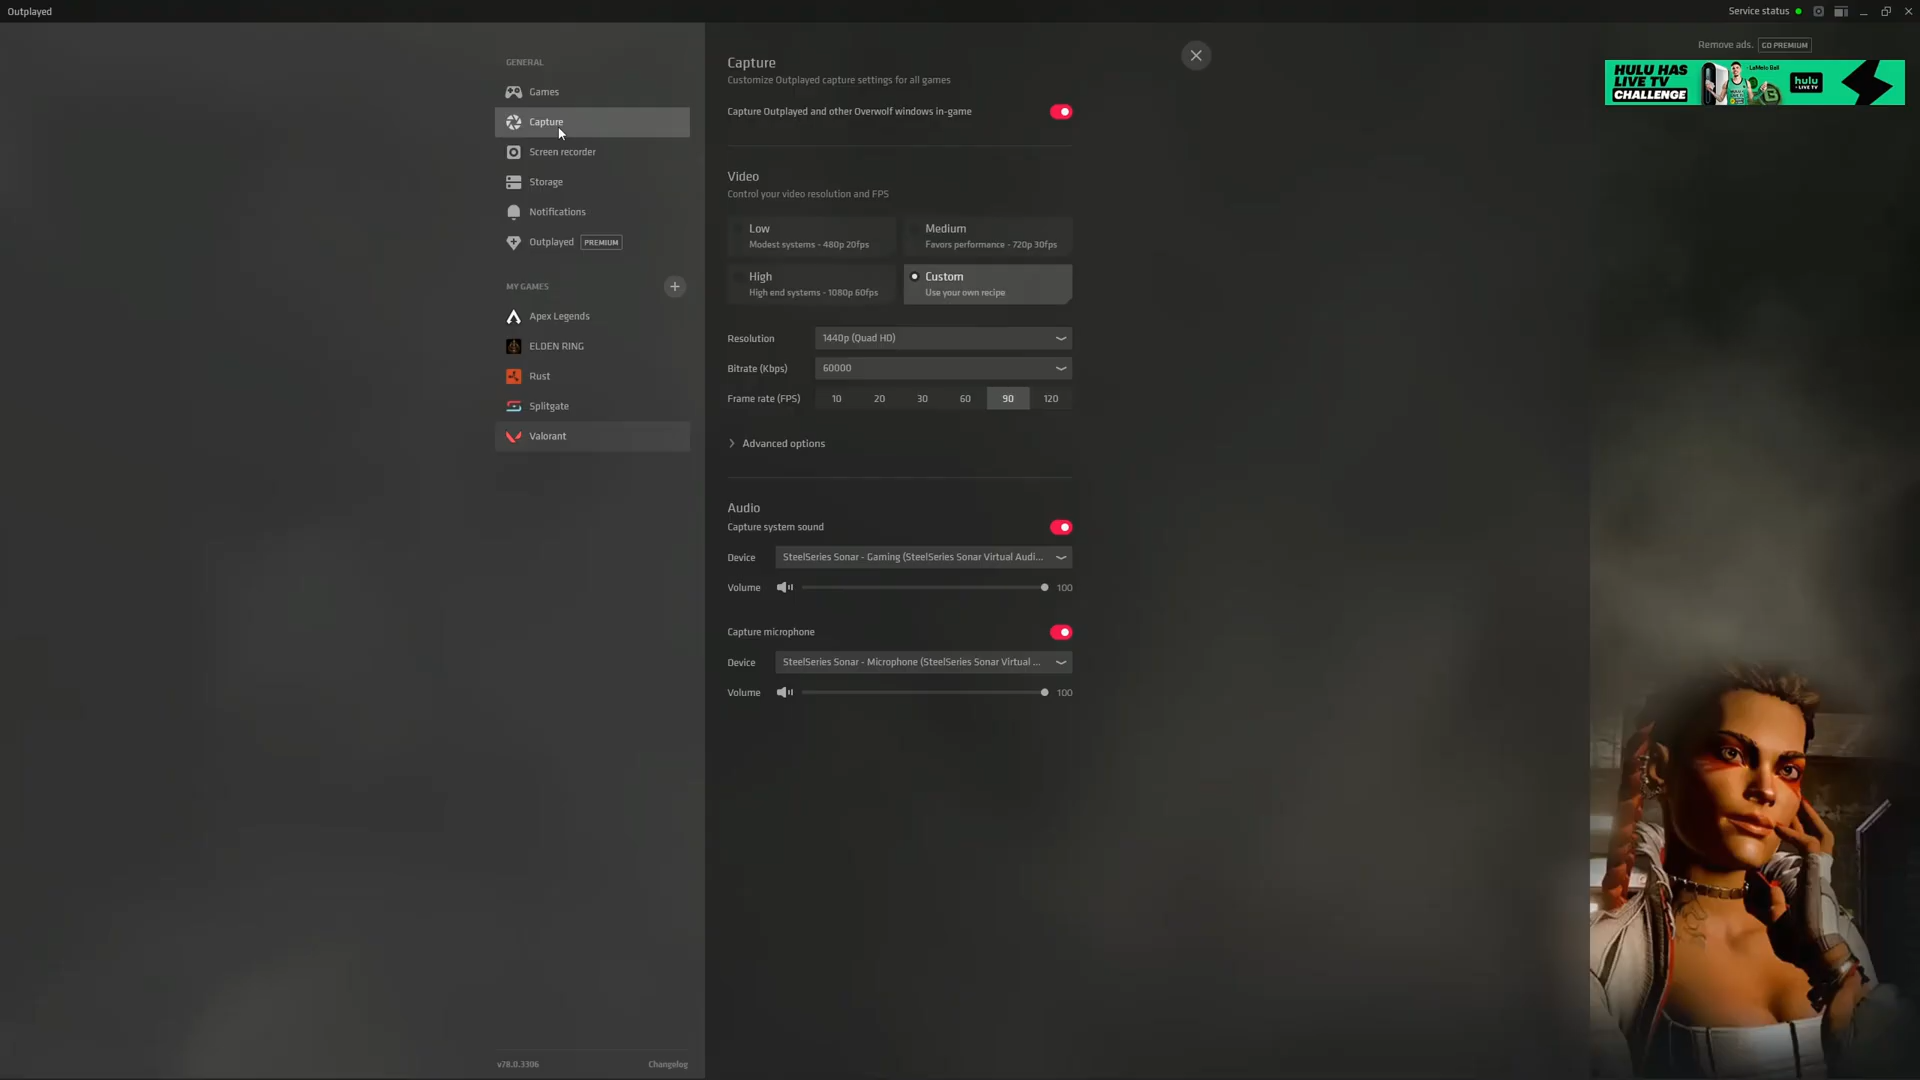 Outplayed
Service status
Remove ads. GO PREMIUM
HULU HAS
LIVE TV
CHALLENGE
LaMelo Ball
hulu
+ LIVE TV
GENERAL
Games
Capture
Screen recorder
Storage
Notifications
Outplayed PREMIUM
MY GAMES
Apex Legends
ELDEN RING
Rust
Splitgate
Valorant
v78.0.3306 Changelog
Capture
Customize Outplayed capture settings for all games
Capture Outplayed and other Overwolf windows in-game
Video
Control your video resolution and FPS
Low
Modest systems - 480p 20fps
Medium
Favors performance - 720p 30fps
High
High end systems - 1080p 60fps
Custom
Use your own recipe
Resolution 1440p (Quad HD)
Bitrate (Kbps) 60000
Frame rate (FPS) 10 20 30 60 90 120
Advanced options
Audio
Capture system sound
Device SteelSeries Sonar - Gaming (SteelSeries Sonar Virtual Audi...
Volume 100
Capture microphone
Device SteelSeries Sonar - Microphone (SteelSeries Sonar Virtual ...
Volume 100